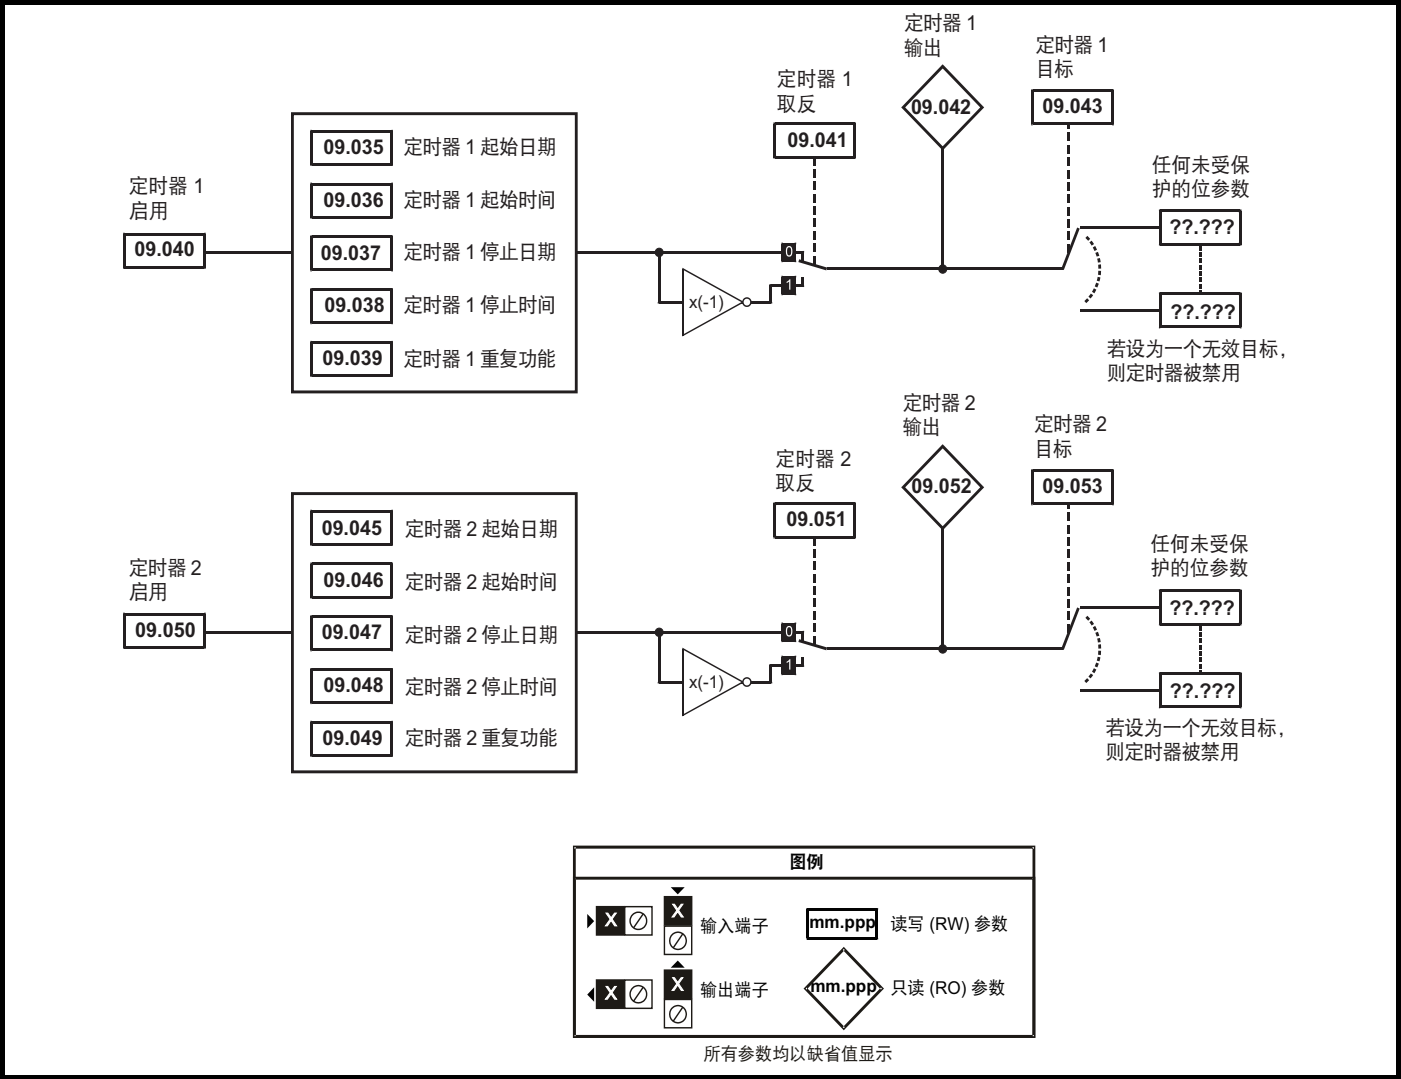 定时器 1
启用
09.040
09.035 定时器 1 起始日期
09.036 定时器 1 起始时间
09.037 定时器 1 停止日期
09.038 定时器 1 停止时间
09.039 定时器 1 重复功能
x(-1)
0
1
定时器 1
取反
09.041
定时器 1
输出
09.042
定时器 1
目标
09.043
任何未受保
护的位参数
??.???
??.???
若设为一个无效目标，
则定时器被禁用
定时器 2
启用
09.050
09.045 定时器 2 起始日期
09.046 定时器 2 起始时间
09.047 定时器 2 停止日期
09.048 定时器 2 停止时间
09.049 定时器 2 重复功能
x(-1)
0
1
定时器 2
取反
09.051
定时器 2
输出
09.052
定时器 2
目标
09.053
任何未受保
护的位参数
??.???
??.???
若设为一个无效目标，
则定时器被禁用
图例
X X 输入端子 mm.ppp 读写 (RW) 参数
X X 输出端子 mm.ppp 只读 (RO) 参数
所有参数均以缺省值显示